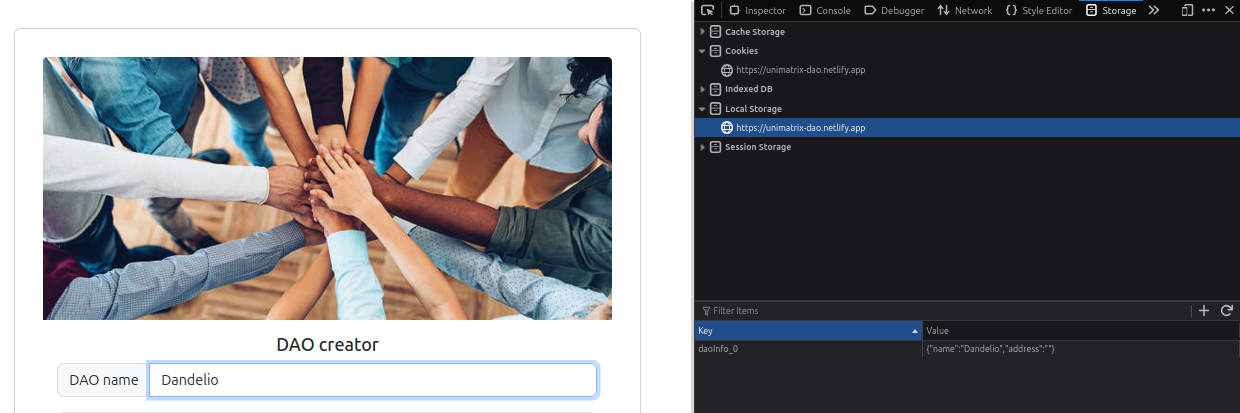 DAO creator
DAO name Dandelio
Inspector Console Debugger Network Style Editor Storage
Cache Storage
Cookies
https://unimatrix-dao.netlify.app
Indexed DB
Local Storage
https://unimatrix-dao.netlify.app
Session Storage
Filter Items
Key Value
daoInfo_0 {"name":"Dandelio","address":""}